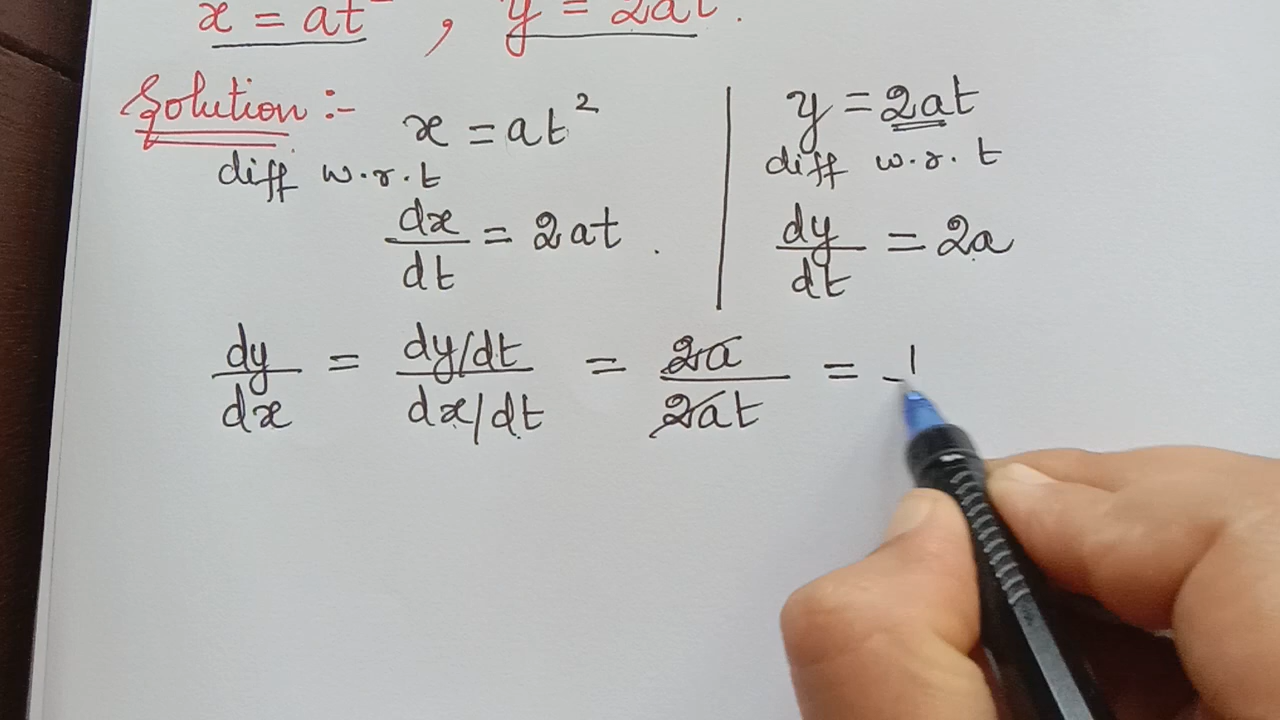 x = at² , y = 2at.
Solution :-
x = at²
diff w.r.t
dx/dt = 2at .
y = 2at
diff w.r.t
dy/dt = 2a
dy/dx = dy/dt / dx/dt = 2a/2at = 1